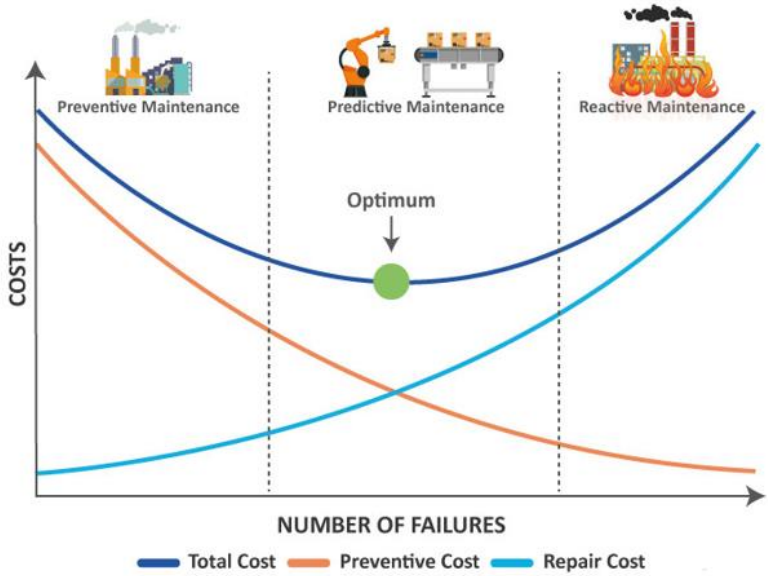 Preventive Maintenance
Predictive Maintenance
Reactive Maintenance
Optimum
COSTS
NUMBER OF FAILURES
Total Cost
Preventive Cost
Repair Cost